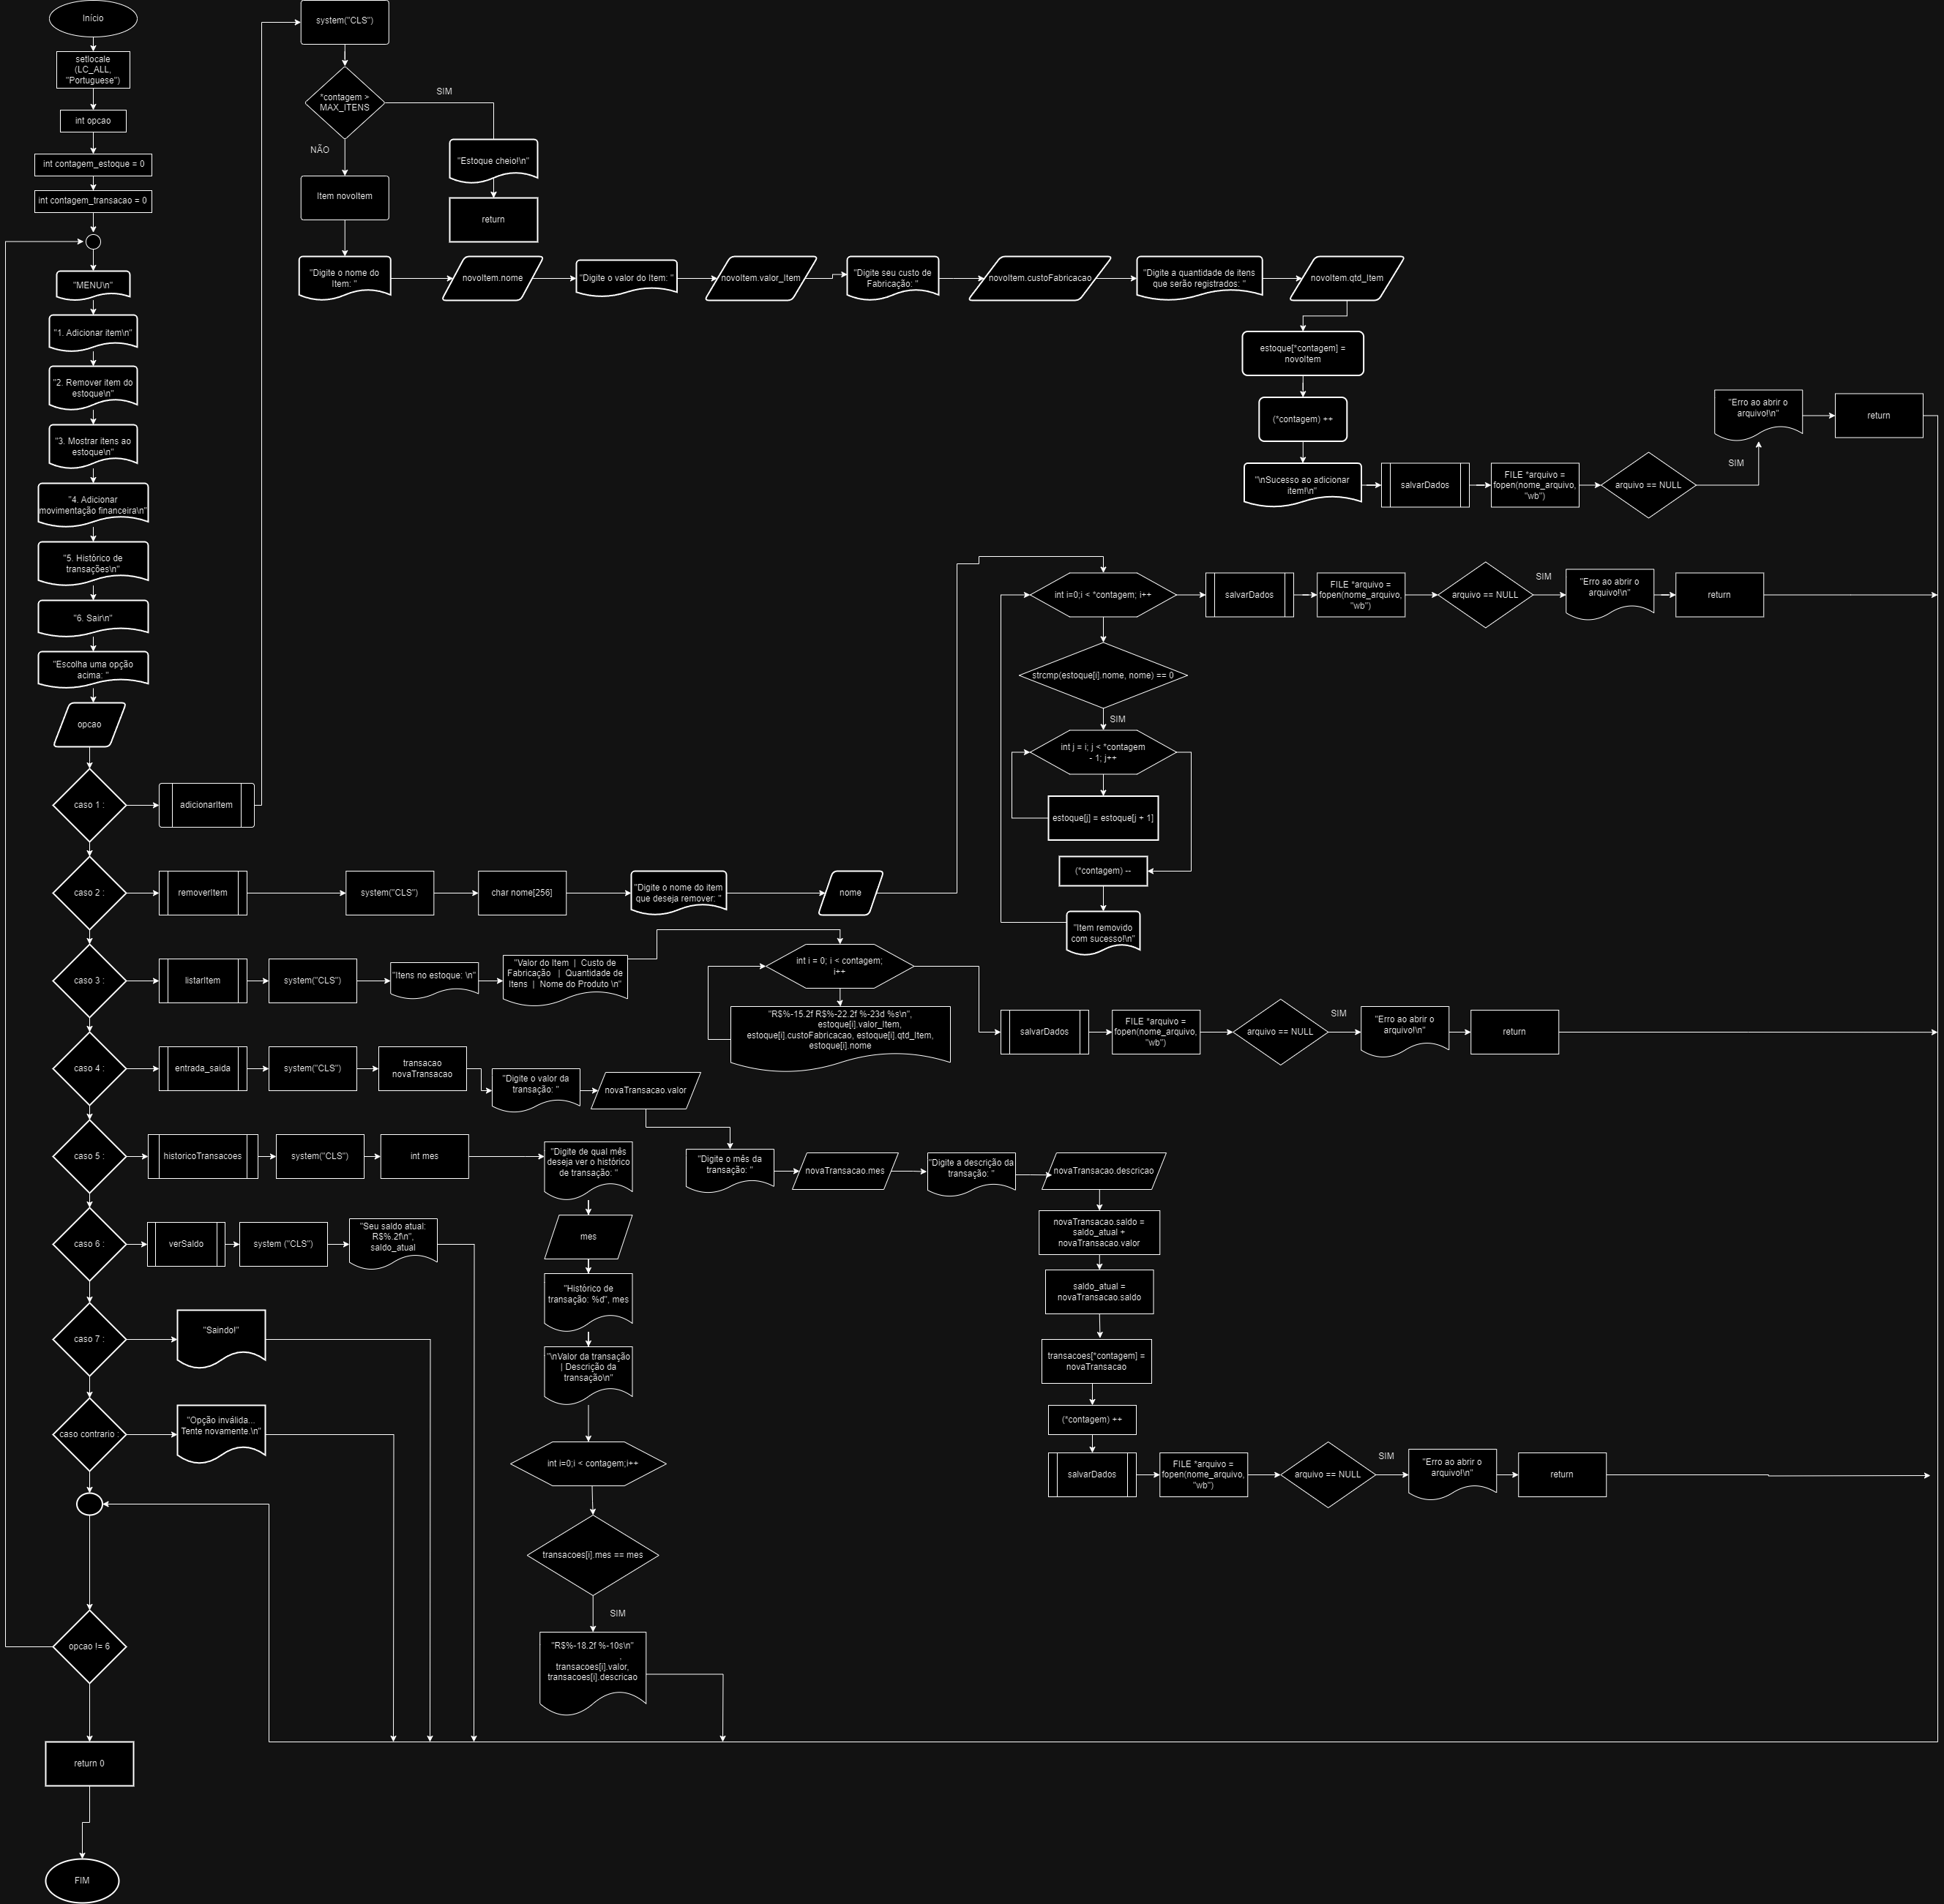 Início
setlocale
(LC_ALL,
"Portuguese")
int opcao
int contagem_estoque = 0
int contagem_transacao = 0
"MENU\n"
"1. Adicionar item\n"
"2. Remover item do
estoque\n"
"3. Mostrar itens ao
estoque\n"
"4. Adicionar
movimentação financeira\n"
"5. Histórico de
transações\n"
"6. Sair\n"
"Escolha uma opção
acima: "
opcao
caso 1 :
adicionarItem
system("CLS")
*contagem >
MAX_ITENS
SIM
NÃO
"Estoque cheio!\n"
return
Item novoItem
"Digite o nome do
Item: "
novoItem.nome
"Digite o valor do Item: "
novoItem.valor_Item
"Digite seu custo de
Fabricação: "
novoItem.custoFabricacao
"Digite a quantidade de itens
que serão registrados: "
novoItem.qtd_Item
estoque[*contagem] =
novoItem
(*contagem) ++
"\nSucesso ao adicionar
item!\n"
salvarDados
FILE *arquivo =
fopen(nome_arquivo,
"wb")
arquivo == NULL
SIM
"Erro ao abrir o
arquivo!\n"
return
caso 2 :
removerItem
system("CLS")
char nome[256]
"Digite o nome do item
que deseja remover: "
nome
int i=0;i < *contagem; i++
strcmp(estoque[i].nome, nome) == 0
SIM
int j = i; j < *contagem
- 1; j++
estoque[j] = estoque[j + 1]
(*contagem) --
"Item removido
com sucesso!\n"
salvarDados
FILE *arquivo =
fopen(nome_arquivo,
"wb")
arquivo == NULL
SIM
"Erro ao abrir o
arquivo!\n"
return
caso 3 :
listarItem
system("CLS")
"Itens no estoque: \n"
"Valor do Item | Custo de
Fabricação | Quantidade de
Itens | Nome do Produto \n"
int i = 0; i < contagem;
i++
"R$%-15.2f R$%-22.2f %-23d %s\n",
estoque[i].valor_Item,
estoque[i].custoFabricacao, estoque[i].qtd_Item,
estoque[i].nome
salvarDados
FILE *arquivo =
fopen(nome_arquivo,
"wb")
arquivo == NULL
SIM
"Erro ao abrir o
arquivo!\n"
return
caso 4 :
entrada_saida
system("CLS")
transacao
novaTransacao
"Digite o valor da
transação: "
novaTransacao.valor
"Digite o mês da
transação: "
novaTransacao.mes
"Digite a descrição da
transação: "
novaTransacao.descricao
novaTransacao.saldo =
saldo_atual +
novaTransacao.valor
saldo_atual =
novaTransacao.saldo
transacoes[*contagem] =
novaTransacao
(*contagem) ++
salvarDados
FILE *arquivo =
fopen(nome_arquivo,
"wb")
arquivo == NULL
SIM
"Erro ao abrir o
arquivo!\n"
return
caso 5 :
historicoTransacoes
system("CLS")
int mes
"Digite de qual mês
deseja ver o histórico
de transação: "
mes
"Histórico de
transação: %d", mes
"\nValor da transação
| Descrição da
transação\n"
int i=0;i < contagem;i++
transacoes[i].mes == mes
SIM
"R$%-18.2f %-10s\n"
,
transacoes[i].valor,
transacoes[i].descricao
caso 6 :
verSaldo
system ("CLS")
"Seu saldo atual:
R$%.2f\n",
saldo_atual
caso 7 :
"Saindo!"
caso contrario :
"Opção inválida...
Tente novamente.\n"
opcao != 6
return 0
FIM